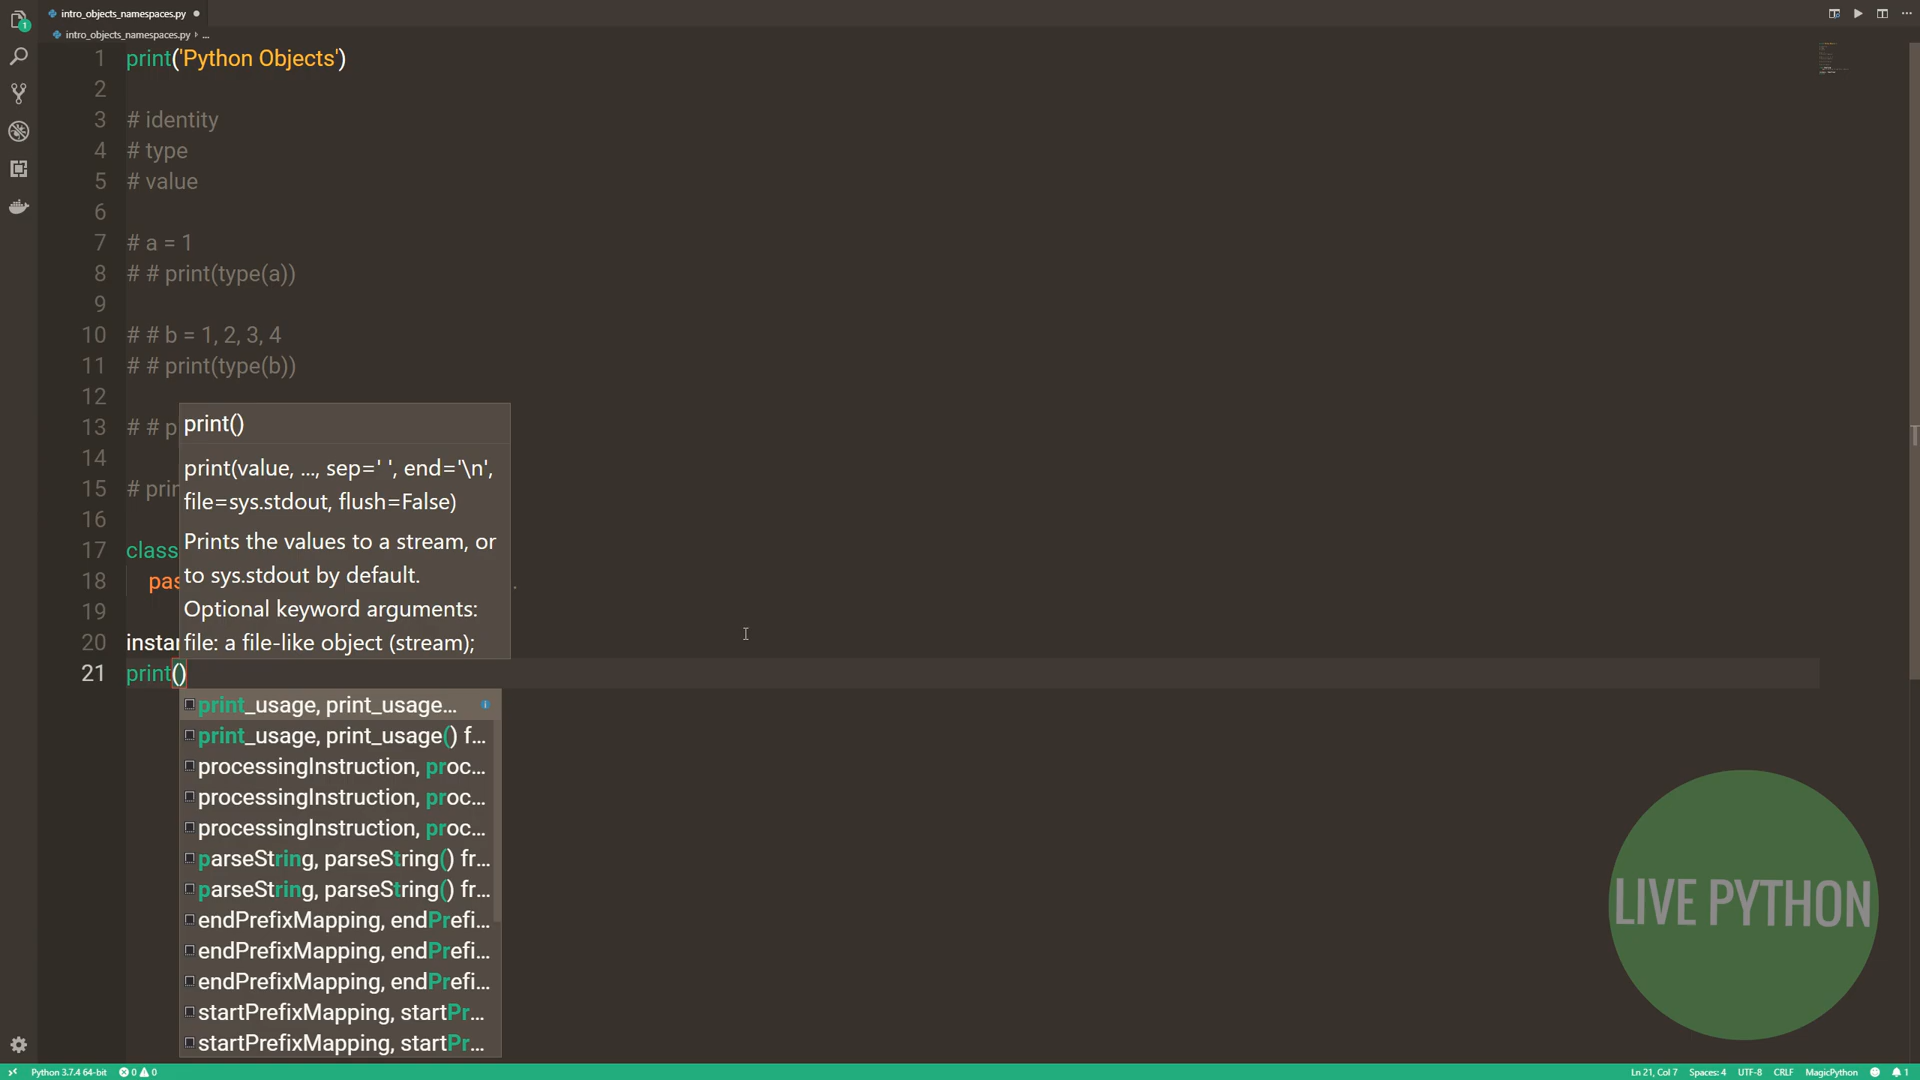 intro_objects_namespaces.py
intro_objects_namespaces.py › ...
1 print('Python Objects')
2
3 # identity
4 # type
5 # value
6
7 # a = 1
8 # # print(type(a))
9
10 # # b = 1, 2, 3, 4
11 # # print(type(b))
12
13 # # p
14
15 # prin
16
17 class
18 pas
19
20 instan
21 print()
print()
print(value, ..., sep=' ', end='\n',
file=sys.stdout, flush=False)
Prints the values to a stream, or
to sys.stdout by default.
Optional keyword arguments:
file: a file-like object (stream);
print_usage, print_usage...
print_usage, print_usage() f...
processingInstruction, proc...
processingInstruction, proc...
processingInstruction, proc...
parseString, parseString() fr...
parseString, parseString() fr...
endPrefixMapping, endPrefi...
endPrefixMapping, endPrefi...
endPrefixMapping, endPrefi...
startPrefixMapping, startPr...
startPrefixMapping, startPr...
LIVE PYTHON
Python 3.7.4 64-bit 0 0 Ln 21, Col 7 Spaces: 4 UTF-8 CRLF MagicPython 1